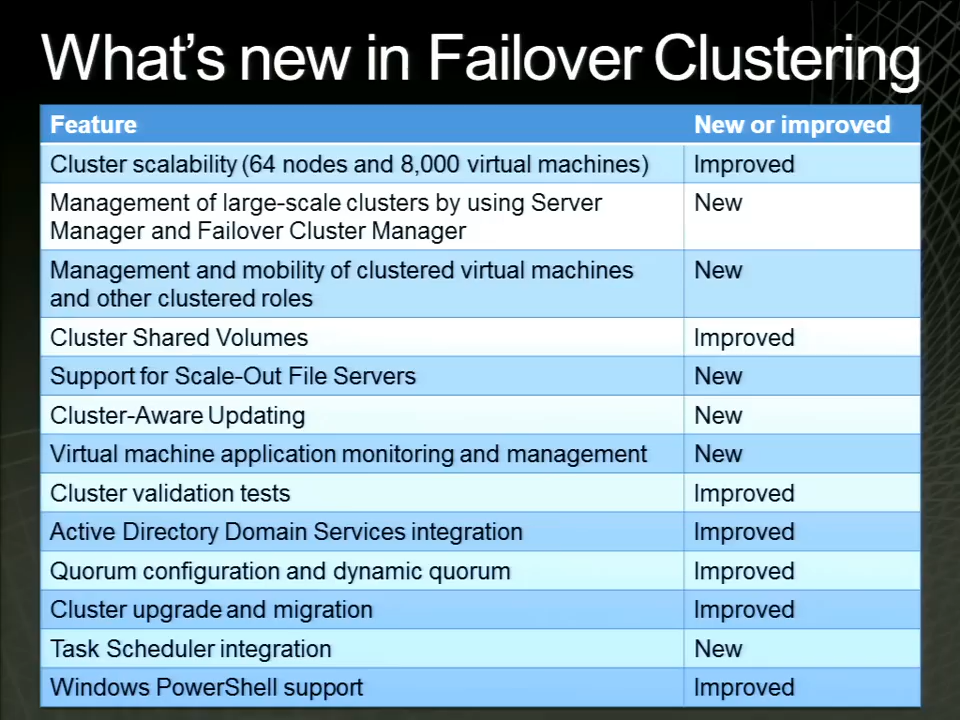 What's new in Failover Clustering
Feature New or improved
Cluster scalability (64 nodes and 8,000 virtual machines) Improved
Management of large-scale clusters by using Server New
Manager and Failover Cluster Manager
Management and mobility of clustered virtual machines New
and other clustered roles
Cluster Shared Volumes Improved
Support for Scale-Out File Servers New
Cluster-Aware Updating New
Virtual machine application monitoring and management New
Cluster validation tests Improved
Active Directory Domain Services integration Improved
Quorum configuration and dynamic quorum Improved
Cluster upgrade and migration Improved
Task Scheduler integration New
Windows PowerShell support Improved